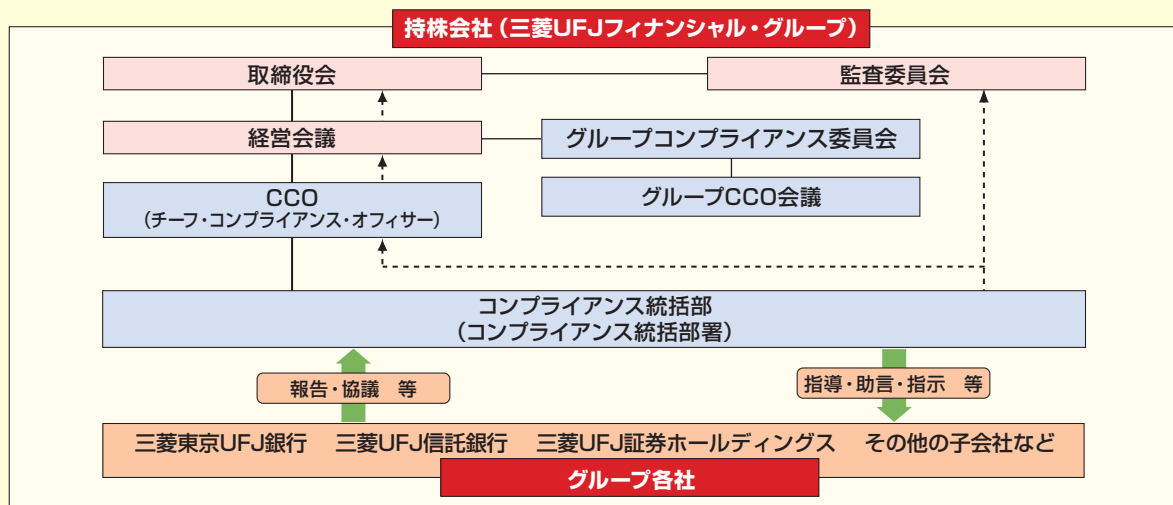 持株会社（三菱UFJフィナンシャル・グループ）
取締役会
監査委員会
経営会議
グループコンプライアンス委員会
CCO
（チーフ・コンプライアンス・オフィサー）
グループCCO会議
コンプライアンス統括部
（コンプライアンス統括部署）
報告・協議　等
指導・助言・指示　等
三菱東京UFJ銀行　三菱UFJ信託銀行　三菱UFJ証券ホールディングス　その他の子会社など
グループ各社